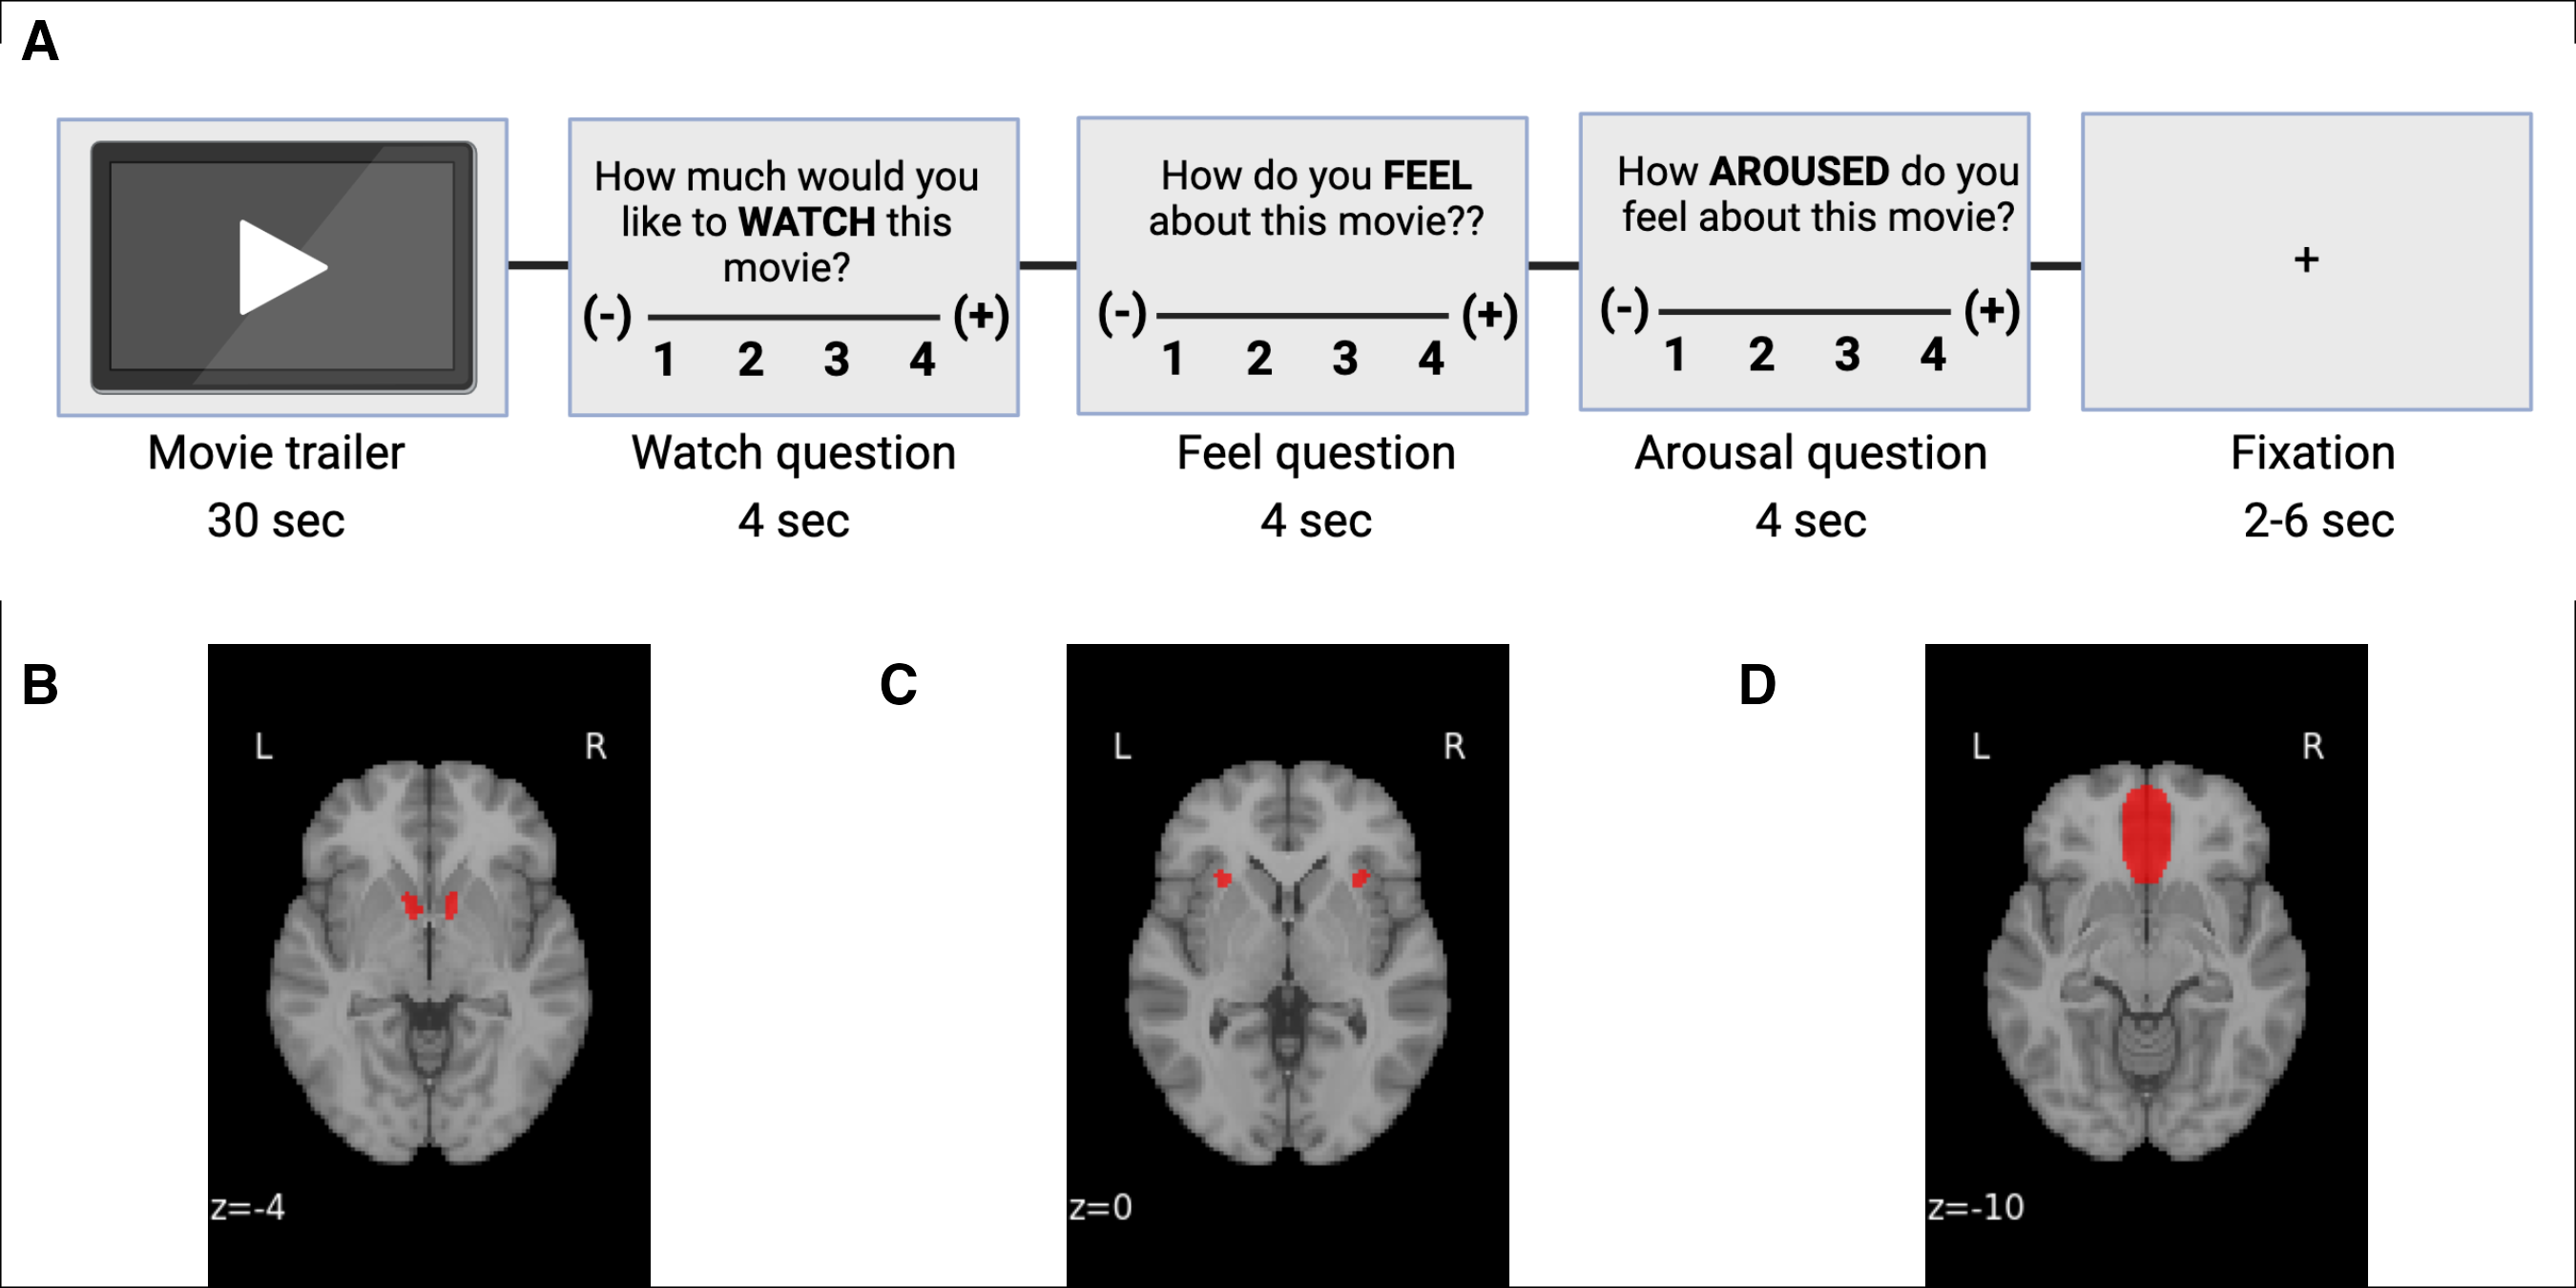 A
How much would you
like to WATCH this
movie?
(-) (+)
1 2 3 4
How do you FEEL
about this movie??
(-) (+)
1 2 3 4
How AROUSED do you
feel about this movie?
(-) (+)
1 2 3 4
+
Movie trailer
30 sec
Watch question
4 sec
Feel question
4 sec
Arousal question
4 sec
Fixation
2-6 sec
B
L R
z=-4
C
L R
z=0
D
L R
z=-10